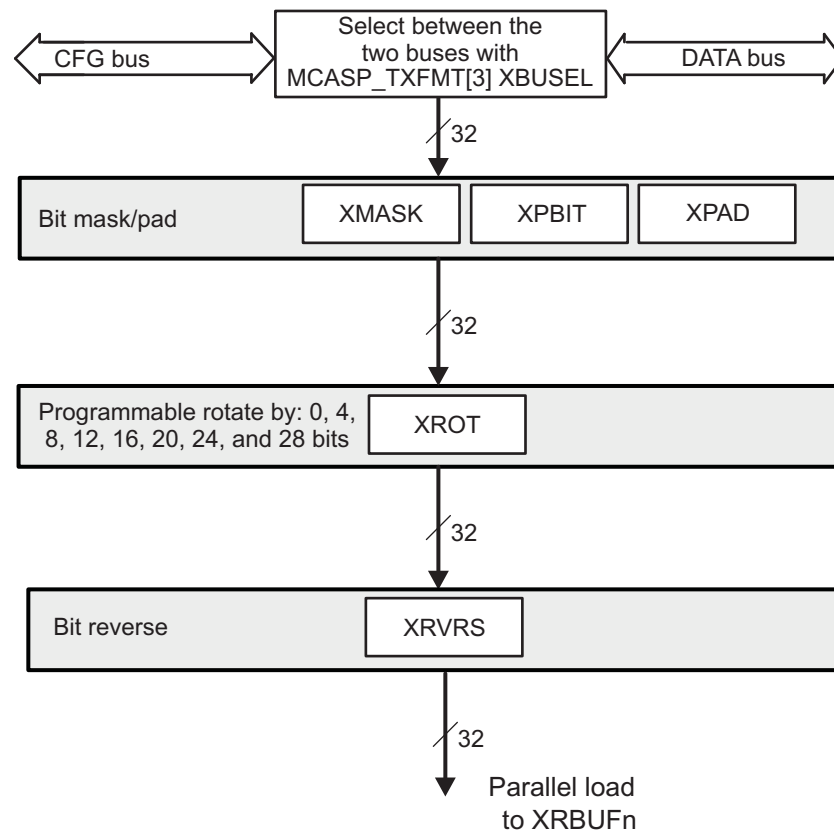 Select between the
two buses with
MCASP_TXFMT[3] XBUSEL
CFG bus
DATA bus
32
Bit mask/pad
XMASK
XPBIT
XPAD
32
Programmable rotate by: 0, 4,
8, 12, 16, 20, 24, and 28 bits
XROT
32
Bit reverse
XRVRS
32
Parallel load
to XRBUFn